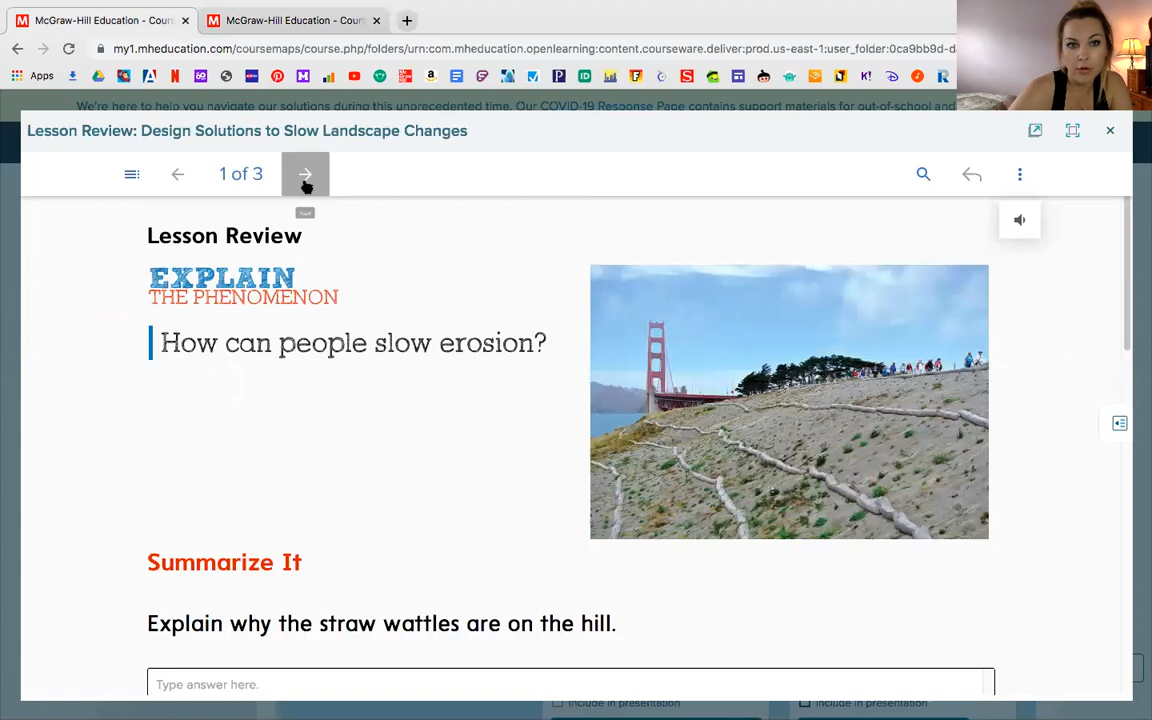 McGraw-Hill Education - Cours
McGraw-Hill Education - Cours
my1.mheducation.com/coursemaps/course.php/folders/urn:com.mheducation.openlearning:content.courseware.deliver:prod.us-east-1:user_folder:0ca9bb9d-d
Apps
We're here to help you navigate our solutions during this unprecedented time. Our COVID-19 Response Page contains support materials for out-of-school and
Lesson Review: Design Solutions to Slow Landscape Changes
1 of 3
Next
Lesson Review
EXPLAIN
THE PHENOMENON
How can people slow erosion?
Summarize It
Explain why the straw wattles are on the hill.
Type answer here.
Include in presentation
Include in presentation